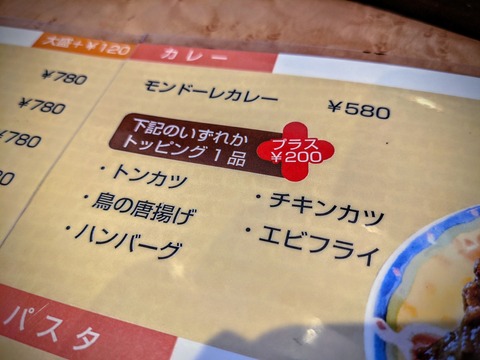 大盛+¥120
カレー
¥780
¥780
¥780
モンドーレカレー ¥580
下記のいずれか
トッピング1品
プラス
¥200
・トンカツ
・鳥の唐揚げ
・ハンバーグ
・チキンカツ
・エビフライ
パスタ